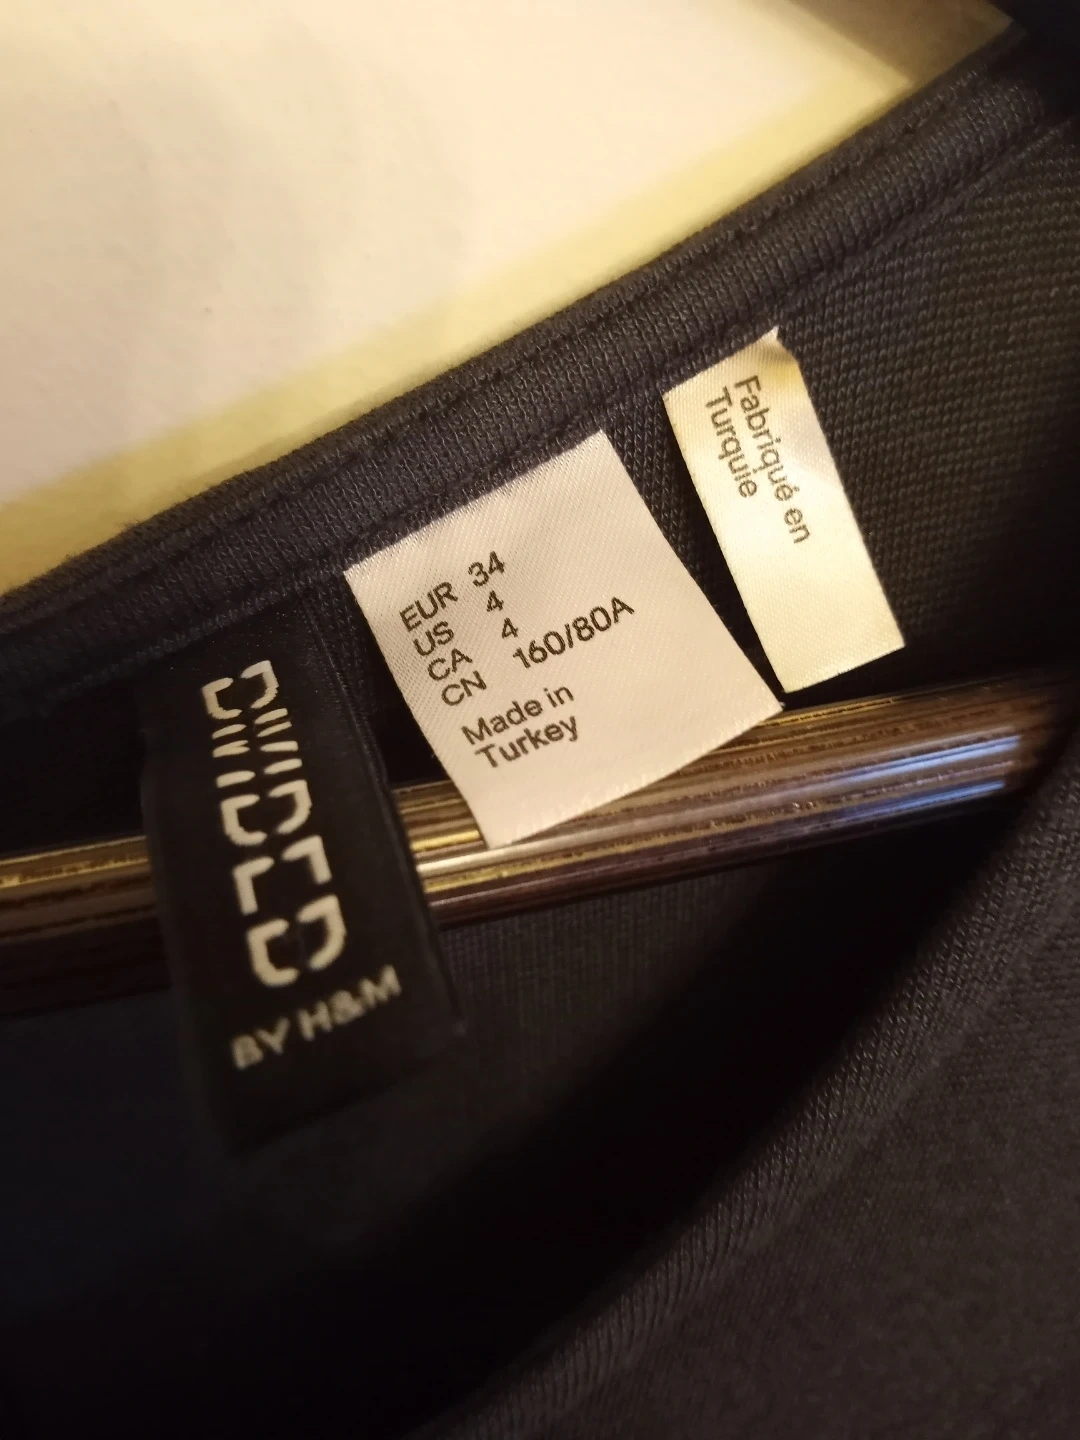 DIVIDED
BY H&M
EUR 34
US 4
CA 4
CN 160/80A
Made in
Turkey
Fabriqué en
Turquie